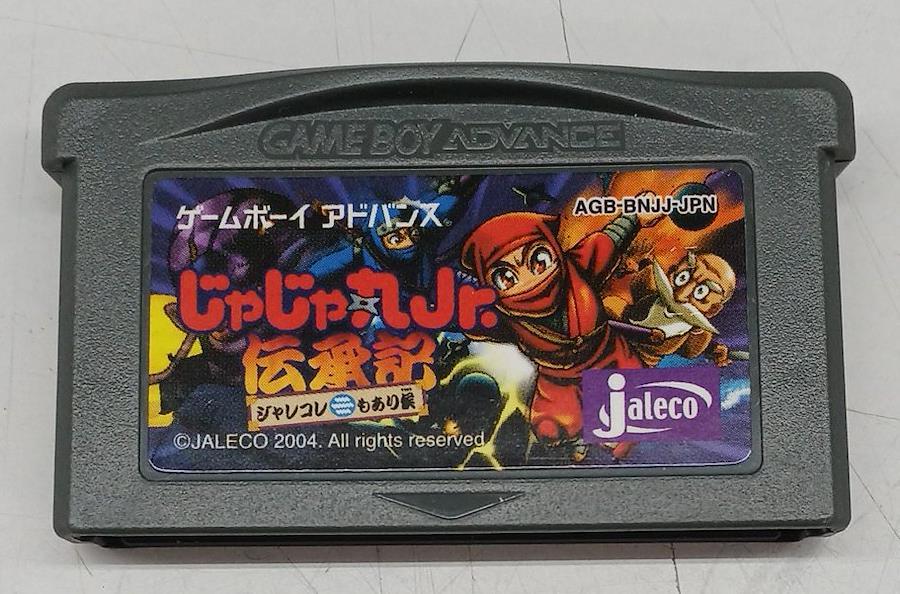 GAME BOY ADVANCE
ゲームボーイ アドバンス
AGB-BNJJ-JPN
じゃじゃ丸Jr.
伝承記
ジャレコレもあり候
jaleco
©JALECO 2004. All rights reserved